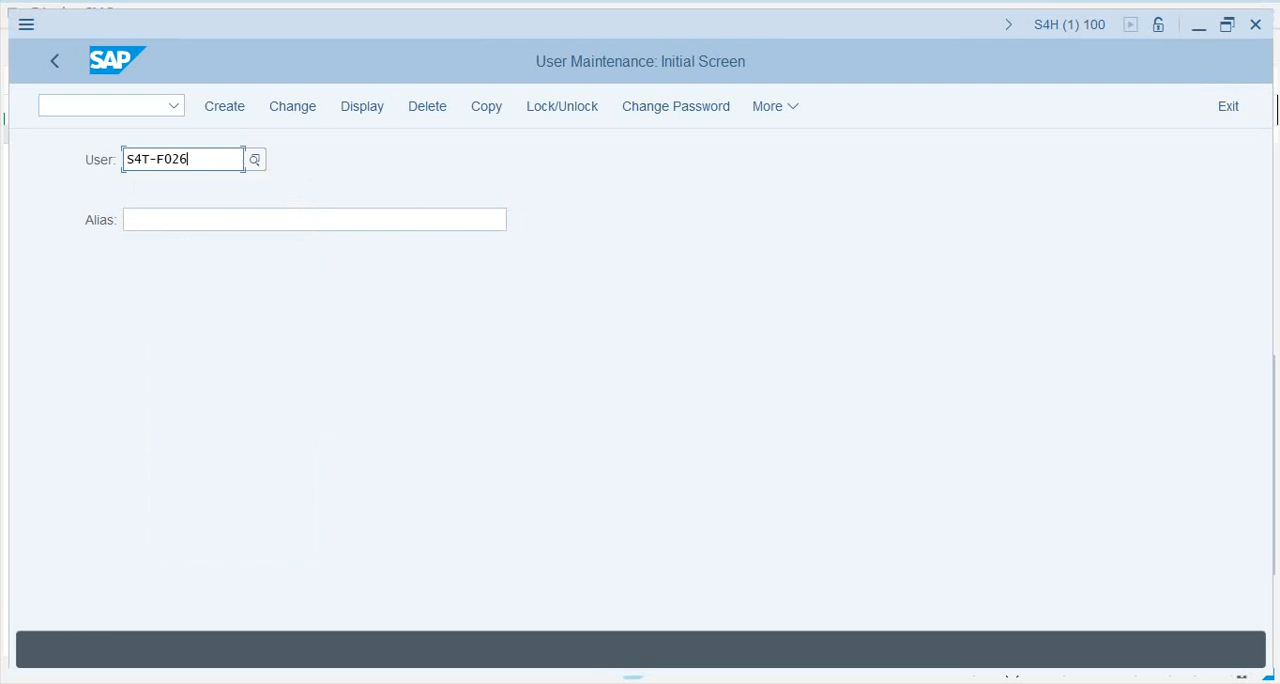 S4H (1) 100
SAP
User Maintenance: Initial Screen
Create Change Display Delete Copy Lock/Unlock Change Password More Exit
User: S4T-F026
Alias: